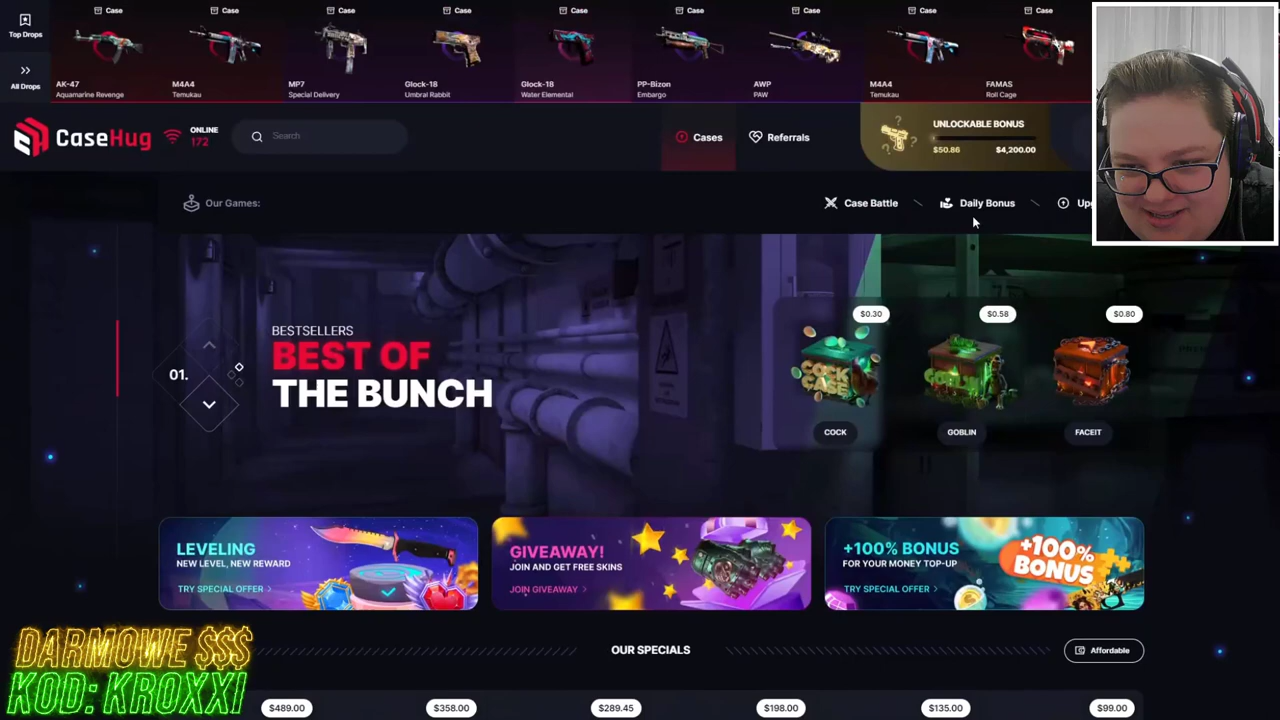 Top Drops
All Drops
Case
AK-47
Aquamarine Revenge
Case
M4A4
Temukau
Case
MP7
Special Delivery
Case
Glock-18
Umbral Rabbit
Case
Glock-18
Water Elemental
Case
PP-Bizon
Embargo
Case
AWP
PAW
Case
M4A4
Temukau
Case
FAMAS
Roll Cage
CaseHug
ONLINE
172
Search
Cases
Referrals
UNLOCKABLE BONUS
$50.86 $4,200.00
Our Games:
Case Battle
Daily Bonus
01.
BESTSELLERS
BEST OF
THE BUNCH
$0.30
COCK
CASE
COCK
$0.58
GOBLIN
GOBLIN
$0.80
FACEIT
LEVELING
NEW LEVEL, NEW REWARD
TRY SPECIAL OFFER
GIVEAWAY!
JOIN AND GET FREE SKINS
JOIN GIVEAWAY
+100% BONUS
FOR YOUR MONEY TOP-UP
TRY SPECIAL OFFER
+100%
BONUS
OUR SPECIALS
Affordable
DARMOWE $$$
KOD: KROXXI
$489.00
$358.00
$289.45
$198.00
$135.00
$99.00